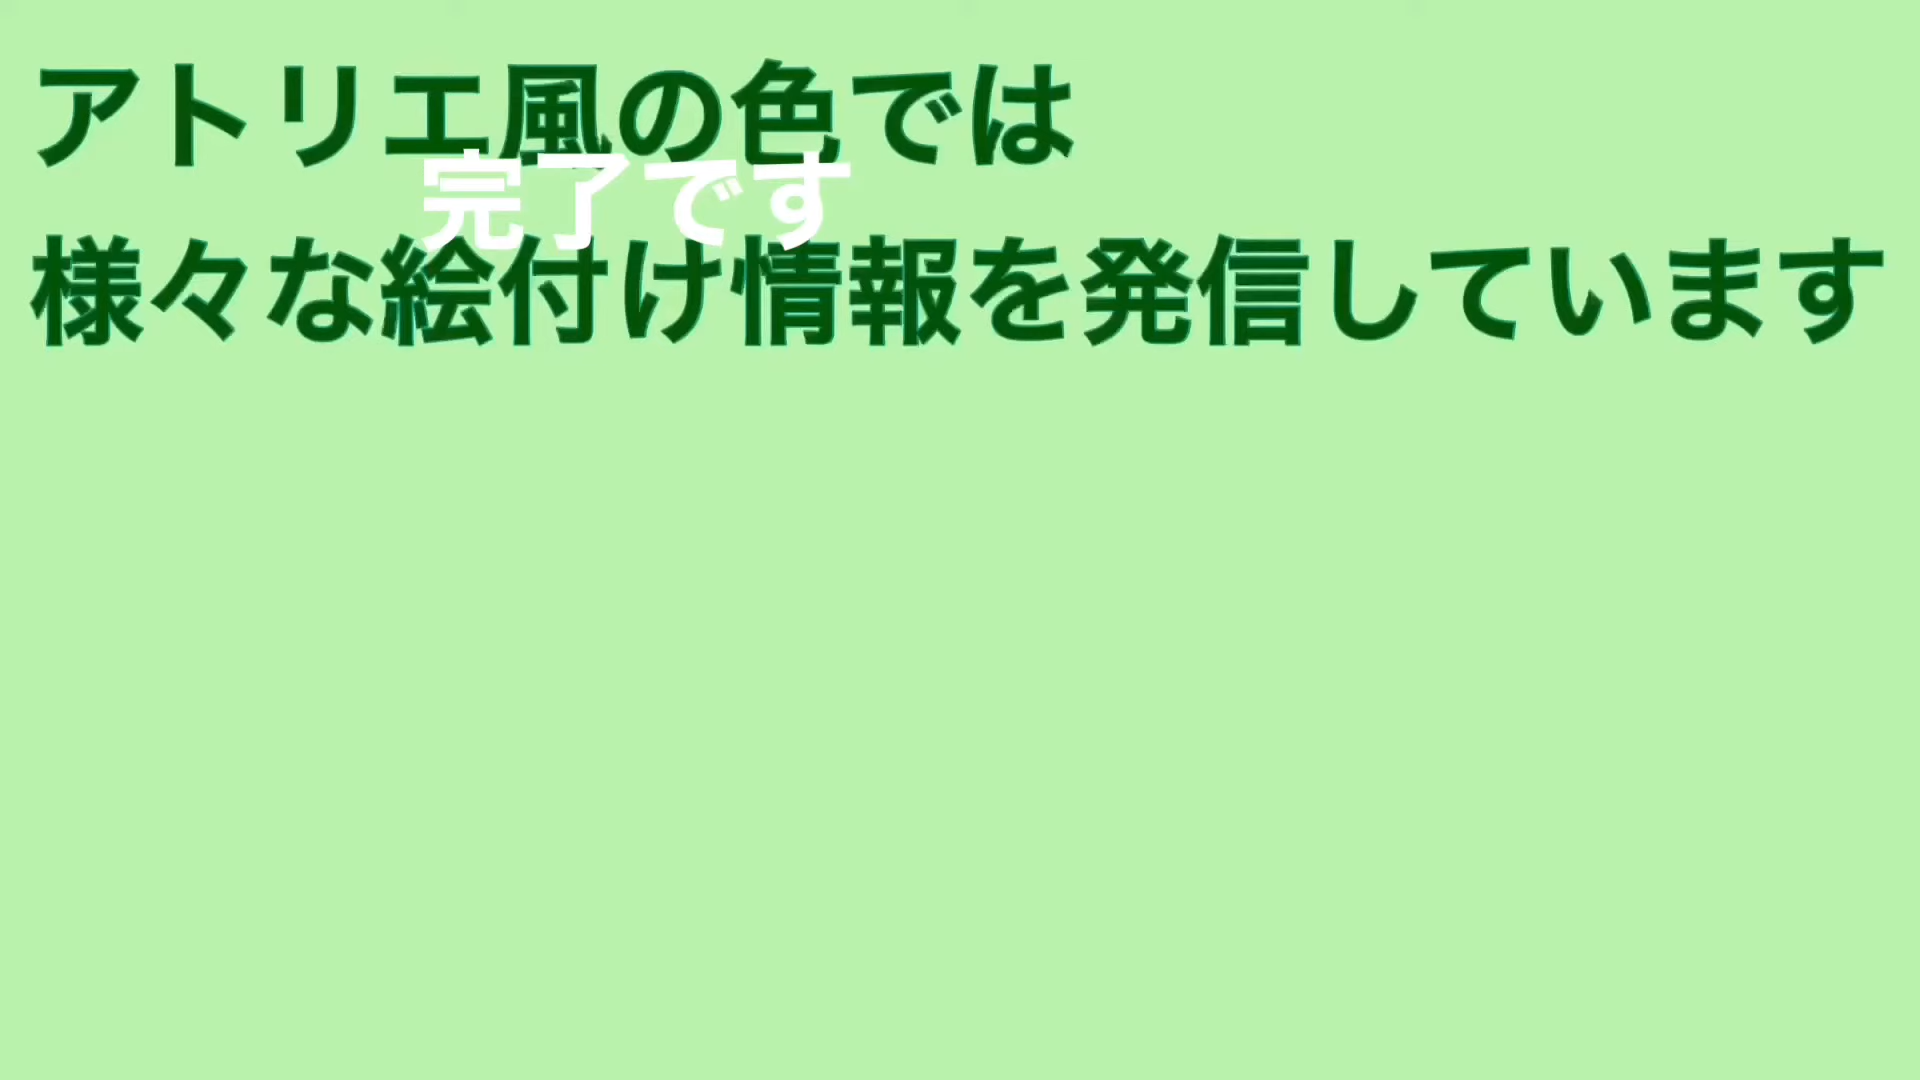 アトリエ風の色では
完了です
様々な絵付け情報を発信しています